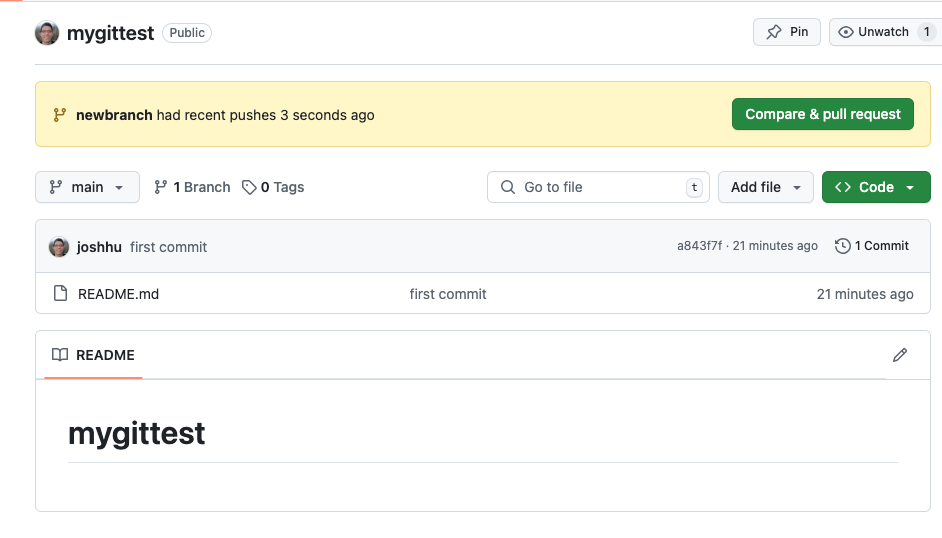 mygittest Public Pin Unwatch 1
newbranch had recent pushes 3 seconds ago Compare & pull request
main 1 Branch 0 Tags Go to file t Add file Code
joshhu first commit a843f7f · 21 minutes ago 1 Commit
README.md first commit 21 minutes ago
README
mygittest